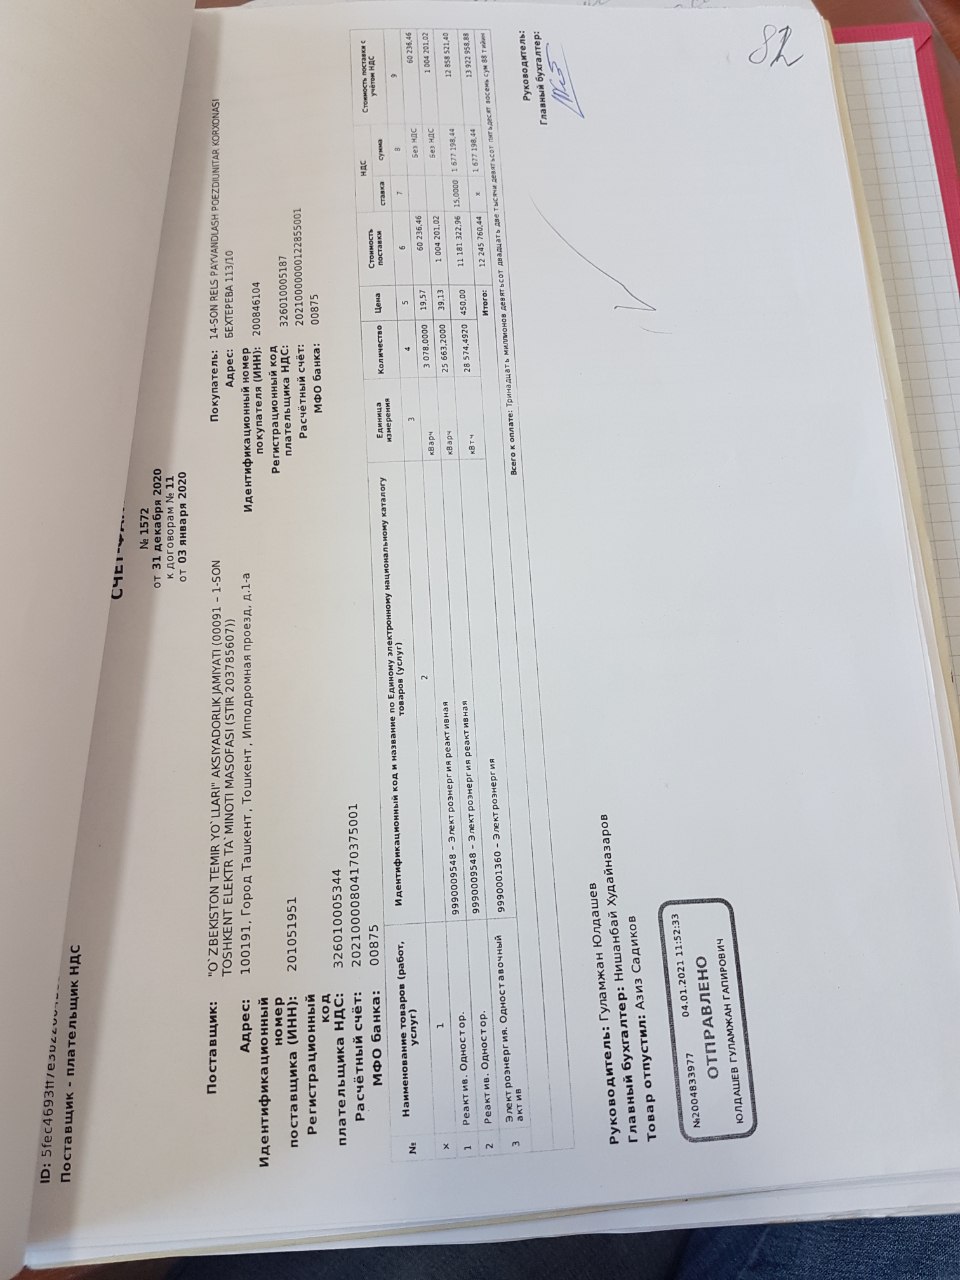 ID: 5fec4693ff7e3b22
Поставщик - плательщик НДС
СЧЕТ-ФА
№ 1572
от 31 декабря 2020
к договорам № 11
от 03 января 2020
Поставщик: "O`ZBEKISTON TEMIR YO`LLARI" AKSIYADORLIK JAMIYATI (00091 – 1-SON
TOSHKENT ELEKTR TA`MINOTI MASOFASI (STIR 203785607))
Адрес: 100191, Город Ташкент, Тошкент, Ипподромная проезд, д.1-а
Идентификационный
номер
поставщика (ИНН): 201051951
Регистрационный
код
плательщика НДС: 326010005344
Расчётный счёт: 20210000804170375001
МФО банка: 00875
Покупатель: 14-SON RELS PAYVANDLASH POEZDIUNITAR KORXONASI
Адрес: БЕХТЕРЕВА 113/10
Идентификационный номер
покупателя (ИНН): 200846104
Регистрационный код
плательщика НДС: 326010005187
Расчётный счёт: 20210000000122855001
МФО банка: 00875
№ Наименование товаров (работ, услуг) Идентификационный код и название по Единому электронному национальному каталогу товаров (услуг) Единица измерения Количество Цена Стоимость поставки НДС ставка сумма Стоимость поставки с учётом НДС
x 1 2 3 4 5 6 7 8 9
1 Реактив. Одностор. 9990009548 – Электроэнергия реактивная кВарч 3 078,0000 19,57 60 236,46 Без НДС 60 236,46
2 Реактив. Одностор. 9990009548 – Электроэнергия реактивная кВарч 25 663,2000 39,13 1 004 201,02 Без НДС 1 004 201,02
3 Электроэнергия. Одноставочный актив 9990001360 – Электроэнергия кВтч 28 574,4920 450,00 11 181 322,96 15,0000 1 677 198,44 12 858 521,40
Итого: 12 245 760,44 x 1 677 198,44 13 922 958,88
Всего к оплате: Тринадцать миллионов девятьсот двадцать две тысячи девятьсот пятьдесят восемь сум 88 тийин
Руководитель:
Главный бухгалтер:
Руководитель: Гуламжан Юлдашев
Главный бухгалтер: Нишанбай Худайназаров
Товар отпустил: Азиз Садиков
№2004833977 04.01.2021 11:52:33
ОТПРАВЛЕНО
ЮЛДАШЕВ ГУЛАМЖАН ГАПИРОВИЧ